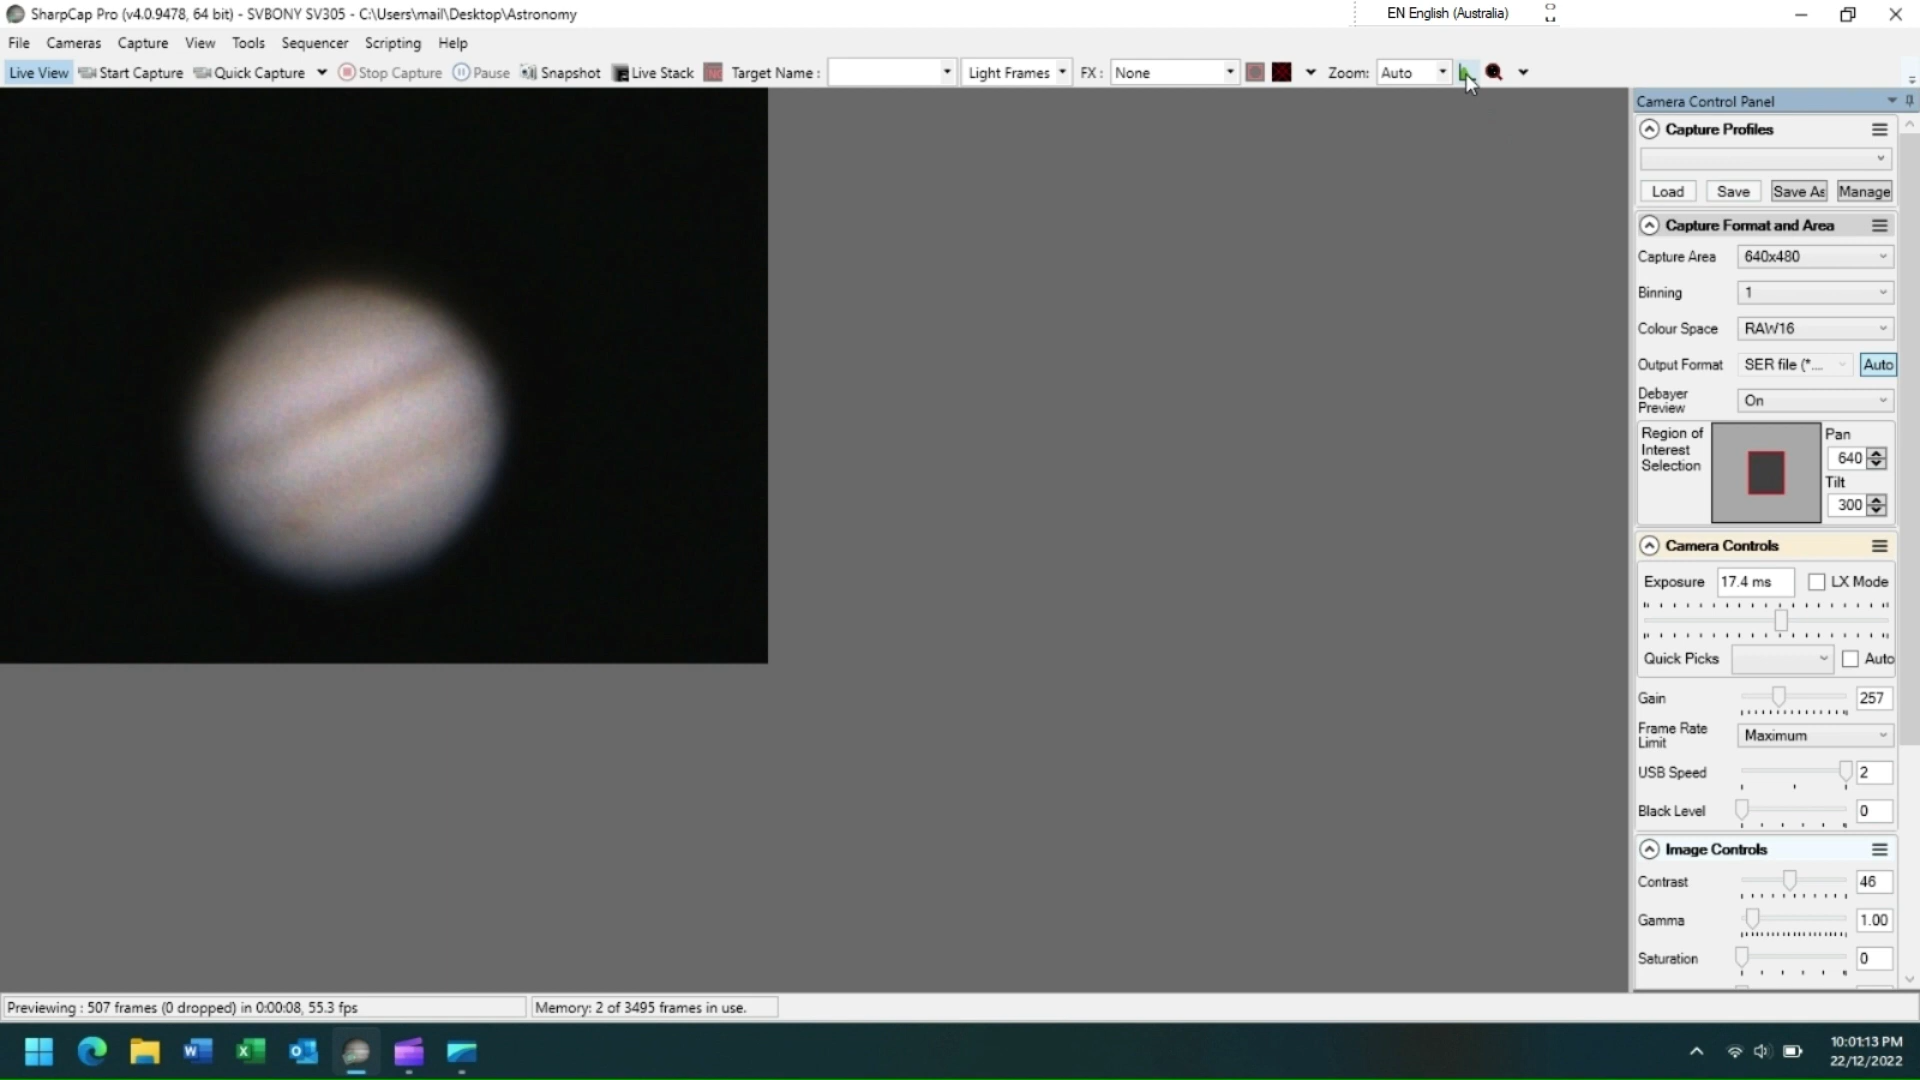 SharpCap Pro (v4.0.9478, 64 bit) - SVBONY SV305 - C:\Users\mail\Desktop\Astronomy
EN English (Australia)
File Cameras Capture View Tools Sequencer Scripting Help
Live View Start Capture Quick Capture Stop Capture Pause Snapshot Live Stack Target Name : Light Frames FX : None Zoom: Auto
Camera Control Panel
Capture Profiles
Load Save Save As Manage
Capture Format and Area
Capture Area 640x480
Binning 1
Colour Space RAW16
Output Format SER file (*.... Auto
Debayer Preview On
Region of Interest Selection
Pan
640
Tilt
300
Camera Controls
Exposure 17.4 ms LX Mode
Quick Picks Auto
Gain 257
Frame Rate Limit Maximum
USB Speed 2
Black Level 0
Image Controls
Contrast 46
Gamma 1.00
Saturation 0
Previewing : 507 frames (0 dropped) in 0:00:08, 55.3 fps Memory: 2 of 3495 frames in use.
10:01:13 PM
22/12/2022